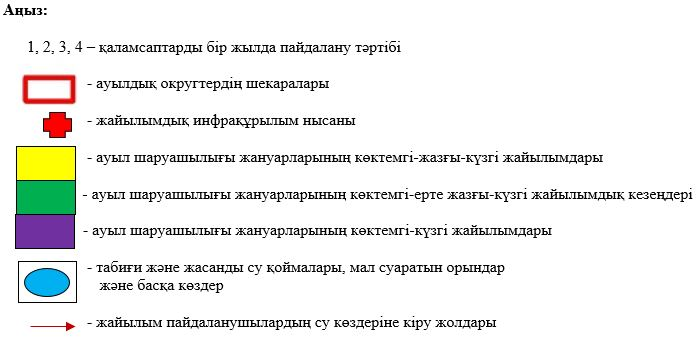 Аңыз:
1, 2, 3, 4 – қаламсаптарды бір жылда пайдалану тәртібі
- ауылдық округтердің шекаралары
- жайылымдық инфрақұрылым нысаны
- ауыл шаруашылығы жануарларының көктемгі-жазғы-күзгі жайылымдары
- ауыл шаруашылығы жануарларының көктемгі-ерте жазғы-күзгі жайылымдық кезеңдері
- ауыл шаруашылығы жануарларының көктемгі-күзгі жайылымдары
- табиғи және жасанды су қоймалары, мал суаратын орындар
және басқа көздер
- жайылым пайдаланушылардың су көздеріне кіру жолдары